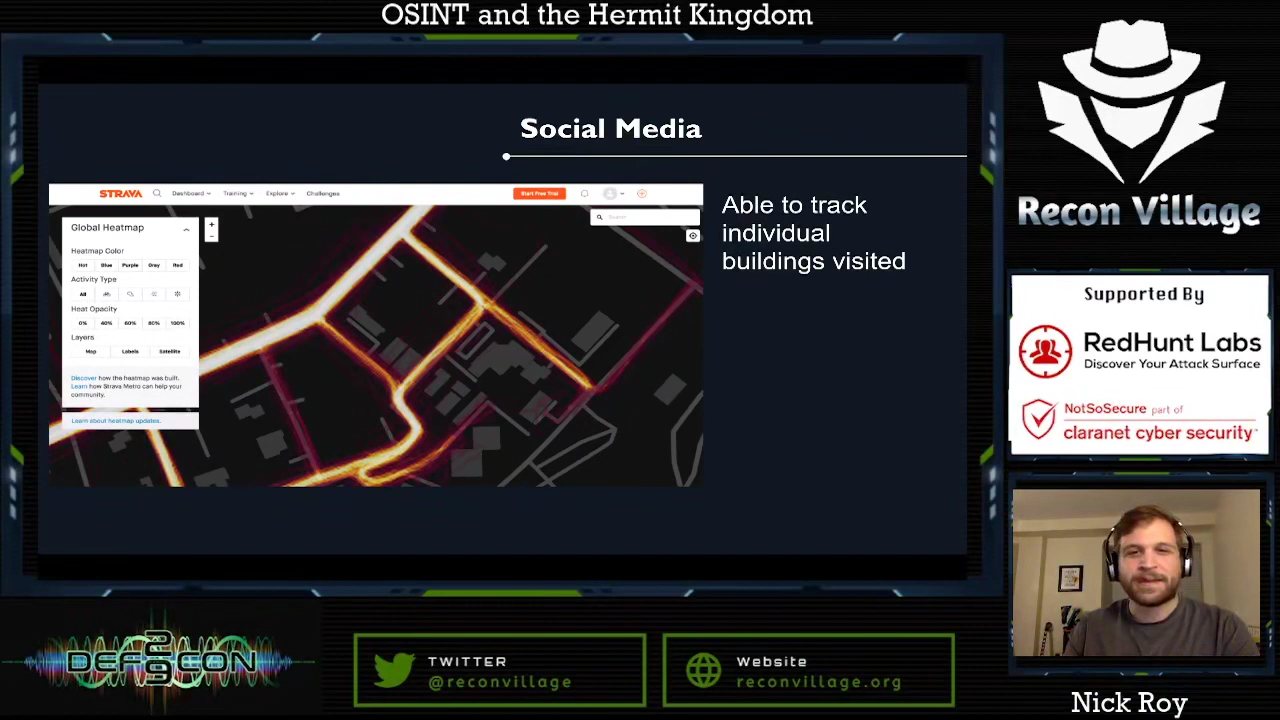 OSINT and the Hermit Kingdom
Social Media
STRAVA
Dashboard
Training
Explore
Challenges
Start Free Trial
Search
Global Heatmap
+
-
Heatmap Color
Hot Blue Purple Gray Red
Activity Type
All
Heat Opacity
0% 40% 60% 80% 100%
Layers
Map Labels Satellite
Discover how the heatmap was built.
Learn how Strava Metro can help your
community.
Learn about heatmap updates.
Able to track
individual
buildings visited
Recon Village
Supported By
RedHunt Labs
Discover Your Attack Surface
NotSoSecure part of
claranet cyber security
DEF CON
29
TWITTER
@reconvillage
Website
reconvillage.org
Nick Roy